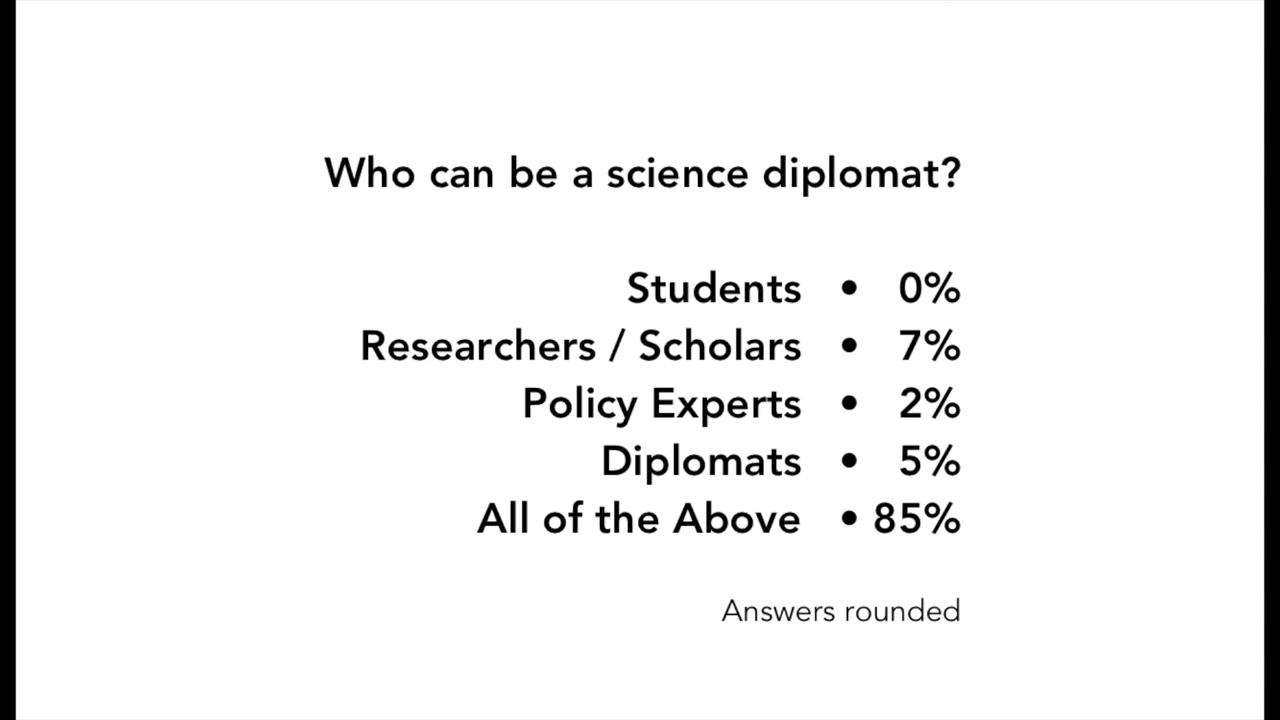 Who can be a science diplomat?
Students • 0%
Researchers / Scholars • 7%
Policy Experts • 2%
Diplomats • 5%
All of the Above • 85%
Answers rounded